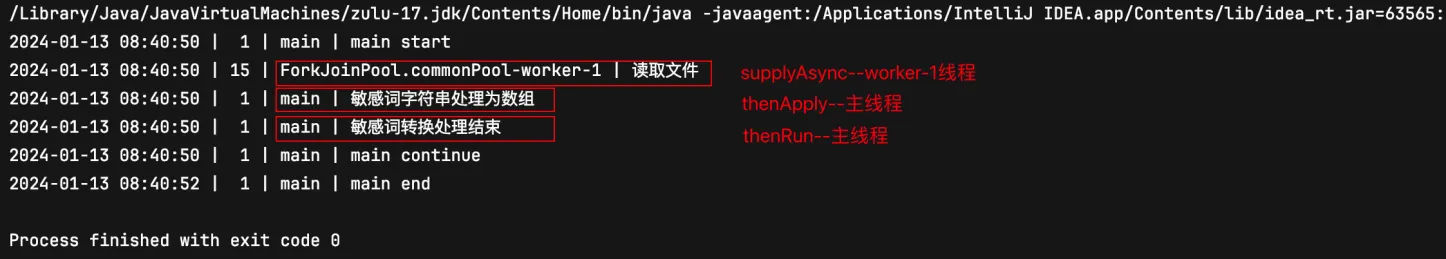 /Library/Java/JavaVirtualMachines/zulu-17.jdk/Contents/Home/bin/java -javaagent:/Applications/IntelliJ IDEA.app/Contents/lib/idea_rt.jar=63565:
2024-01-13 08:40:50 |  1 | main | main start
2024-01-13 08:40:50 | 15 | ForkJoinPool.commonPool-worker-1 | 读取文件 supplyAsync--worker-1线程
2024-01-13 08:40:50 |  1 | main | 敏感词字符串处理为数组 thenApply--主线程
2024-01-13 08:40:50 |  1 | main | 敏感词转换处理结束 thenRun--主线程
2024-01-13 08:40:50 |  1 | main | main continue
2024-01-13 08:40:52 |  1 | main | main end
Process finished with exit code 0